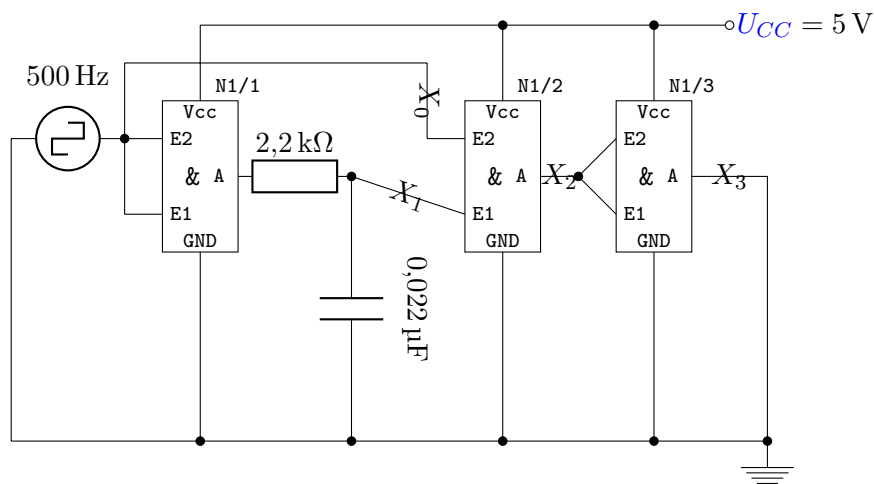 U_CC = 5 V
500 Hz
N1/1
N1/2
N1/3
Vcc
Vcc
Vcc
X_0
E2
2,2 kΩ
E2
E2
& A
X_1
& A
X_2
& A
X_3
E1
E1
E1
GND
GND
GND
0,022 µF